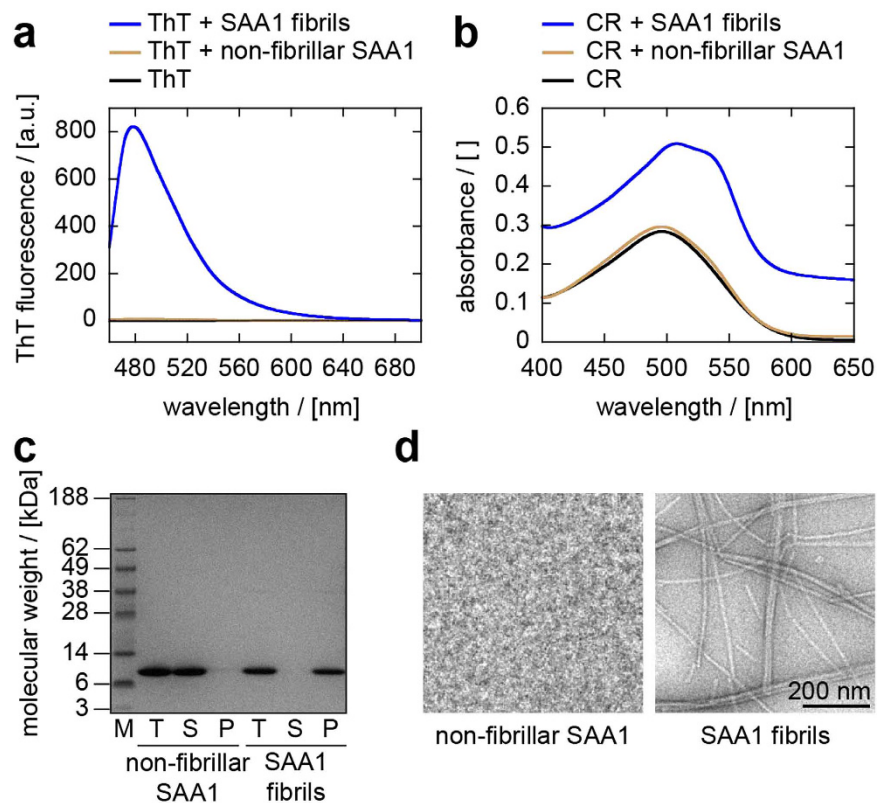 a
ThT + SAA1 fibrils
ThT + non-fibrillar SAA1
ThT
ThT fluorescence / [a.u.]
800
600
400
200
0
480 520 560 600 640 680
wavelength / [nm]
b
CR + SAA1 fibrils
CR + non-fibrillar SAA1
CR
absorbance / [ ]
0.6
0.5
0.4
0.3
0.2
0.1
0
400 450 500 550 600 650
wavelength / [nm]
c
molecular weight / [kDa]
188
62
49
38
28
14
6
3
M T S P T S P
non-fibrillar SAA1
SAA1 fibrils
d
200 nm
non-fibrillar SAA1
SAA1 fibrils